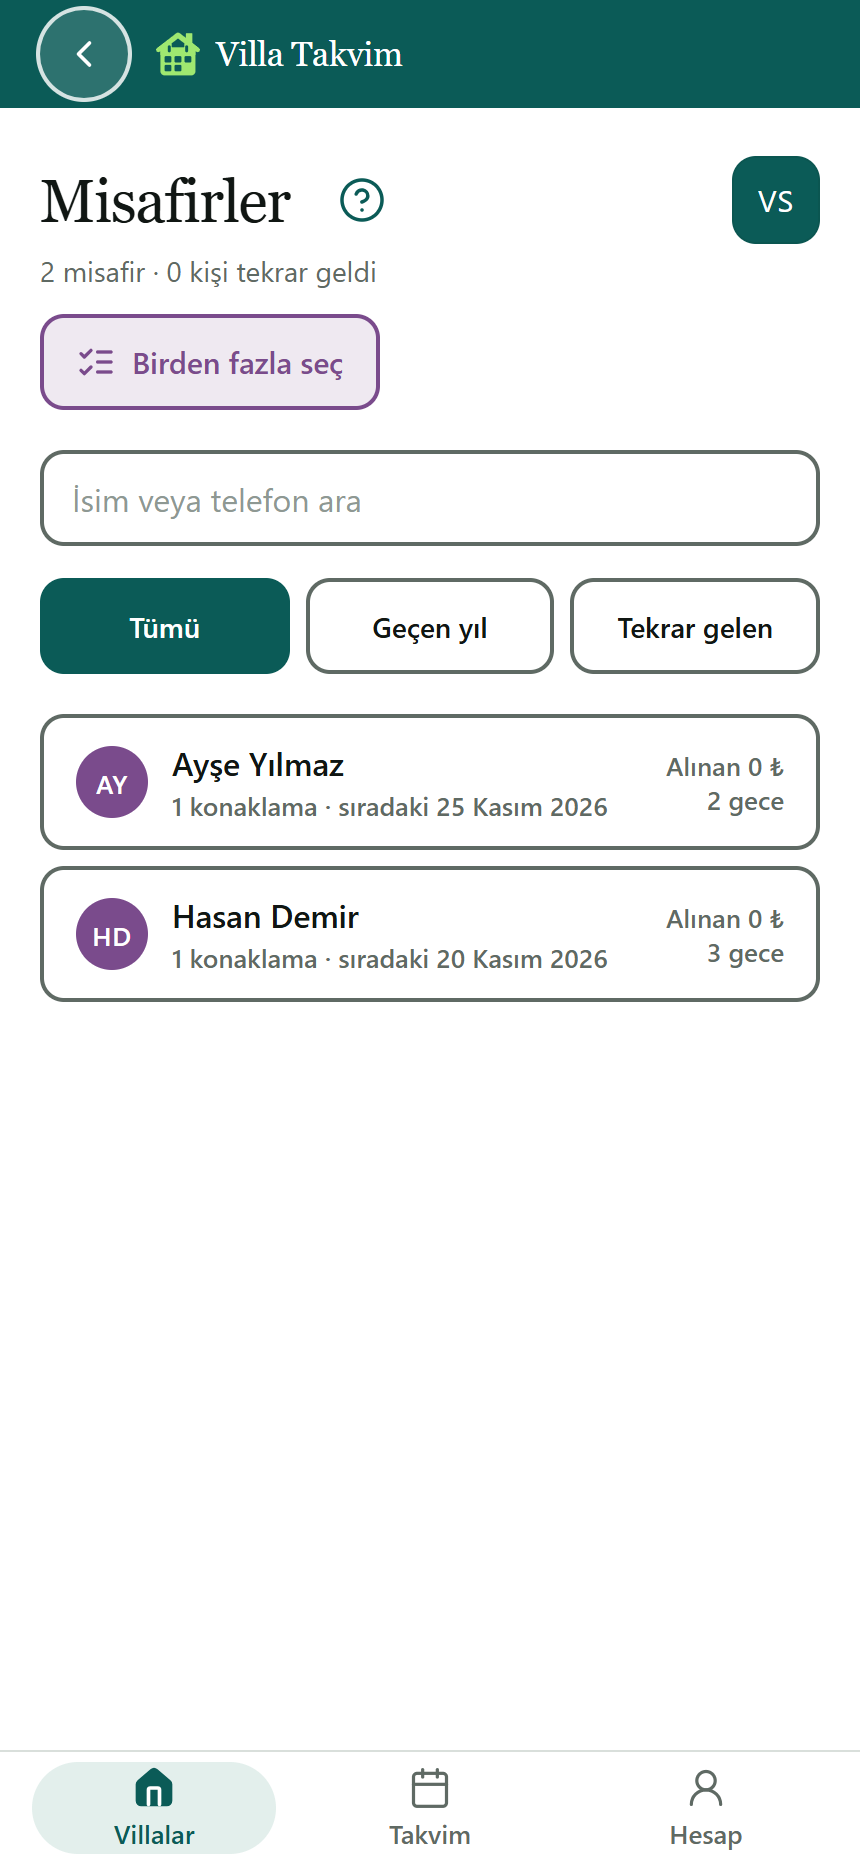 Villa Takvim
Misafirler
VS
2 misafir · 0 kişi tekrar geldi
Birden fazla seç
İsim veya telefon ara
Tümü
Geçen yıl
Tekrar gelen
AY
Ayşe Yılmaz
Alınan 0 ₺
1 konaklama · sıradaki 25 Kasım 2026
2 gece
HD
Hasan Demir
Alınan 0 ₺
1 konaklama · sıradaki 20 Kasım 2026
3 gece
Villalar
Takvim
Hesap